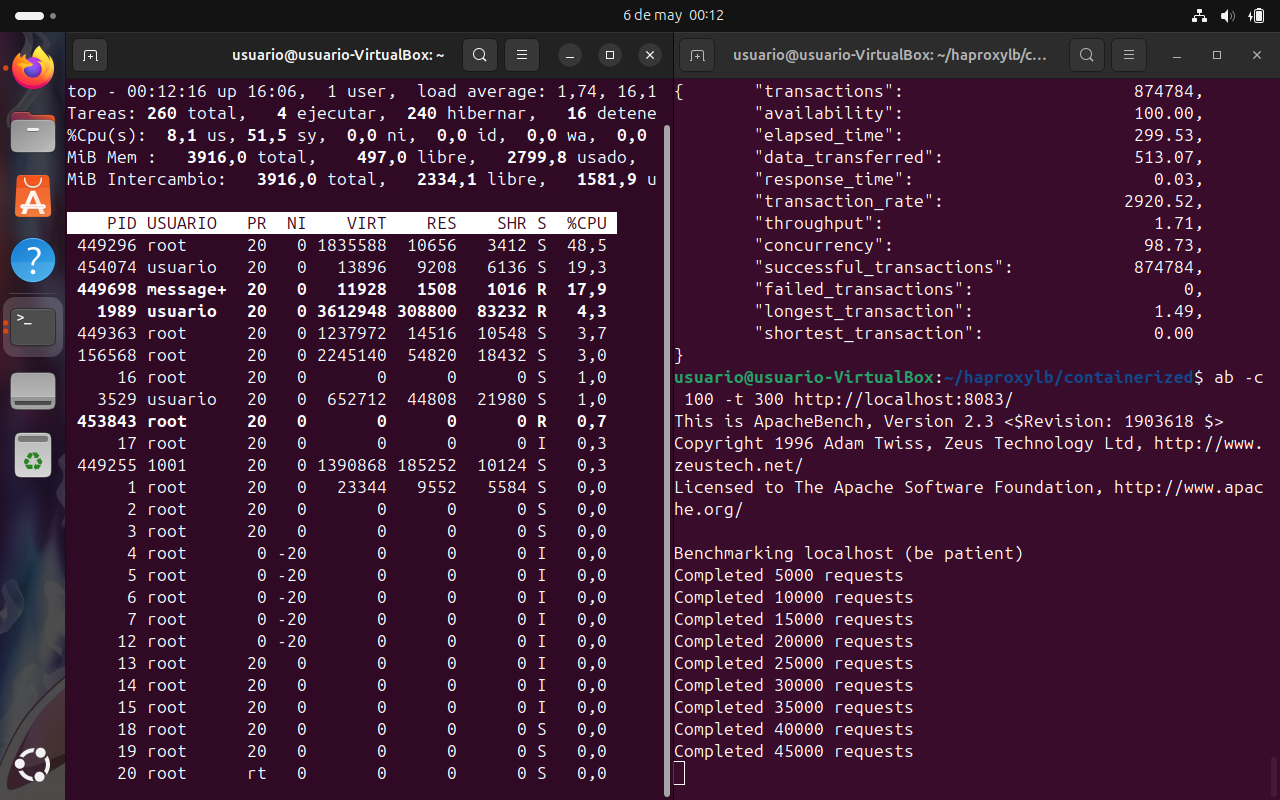 6 de may 00:12
usuario@usuario-VirtualBox: ~
top - 00:12:16 up 16:06,  1 user,  load average: 1,74, 16,1
Tareas: 260 total,   4 ejecutar,  240 hibernar,   16 detene
%Cpu(s):  8,1 us, 51,5 sy,  0,0 ni,  0,0 id,  0,0 wa,  0,0
MiB Mem :   3916,0 total,    497,0 libre,   2799,8 usado,
MiB Intercambio:   3916,0 total,   2334,1 libre,   1581,9 u
PID USUARIO   PR  NI    VIRT    RES    SHR S  %CPU
449296 root      20   0 1835588  10656   3412 S  48,5
454074 usuario   20   0   13896   9208   6136 S  19,3
449698 message+  20   0   11928   1508   1016 R  17,9
1989 usuario   20   0 3612948 308800  83232 R   4,3
449363 root      20   0 1237972  14516  10548 S   3,7
156568 root      20   0 2245140  54820  18432 S   3,0
16 root      20   0       0      0      0 S   1,0
3529 usuario   20   0  652712  44808  21980 S   1,0
453843 root      20   0       0      0      0 R   0,7
17 root      20   0       0      0      0 I   0,3
449255 1001      20   0 1390868 185252  10124 S   0,3
1 root      20   0   23344   9552   5584 S   0,0
2 root      20   0       0      0      0 S   0,0
3 root      20   0       0      0      0 S   0,0
4 root       0 -20       0      0      0 I   0,0
5 root       0 -20       0      0      0 I   0,0
6 root       0 -20       0      0      0 I   0,0
7 root       0 -20       0      0      0 I   0,0
12 root       0 -20       0      0      0 I   0,0
13 root      20   0       0      0      0 I   0,0
14 root      20   0       0      0      0 I   0,0
15 root      20   0       0      0      0 I   0,0
18 root      20   0       0      0      0 S   0,0
19 root      20   0       0      0      0 S   0,0
20 root      rt   0       0      0      0 S   0,0
usuario@usuario-VirtualBox: ~/haproxylb/c...
{       "transactions":                       874784,
"availability":                       100.00,
"elapsed_time":                       299.53,
"data_transferred":                   513.07,
"response_time":                        0.03,
"transaction_rate":                  2920.52,
"throughput":                           1.71,
"concurrency":                         98.73,
"successful_transactions":            874784,
"failed_transactions":                     0,
"longest_transaction":                  1.49,
"shortest_transaction":                 0.00
}
usuario@usuario-VirtualBox:~/haproxylb/containerized$ ab -c
100 -t 300 http://localhost:8083/
This is ApacheBench, Version 2.3 <$Revision: 1903618 $>
Copyright 1996 Adam Twiss, Zeus Technology Ltd, http://www.
zeustech.net/
Licensed to The Apache Software Foundation, http://www.apac
he.org/
Benchmarking localhost (be patient)
Completed 5000 requests
Completed 10000 requests
Completed 15000 requests
Completed 20000 requests
Completed 25000 requests
Completed 30000 requests
Completed 35000 requests
Completed 40000 requests
Completed 45000 requests